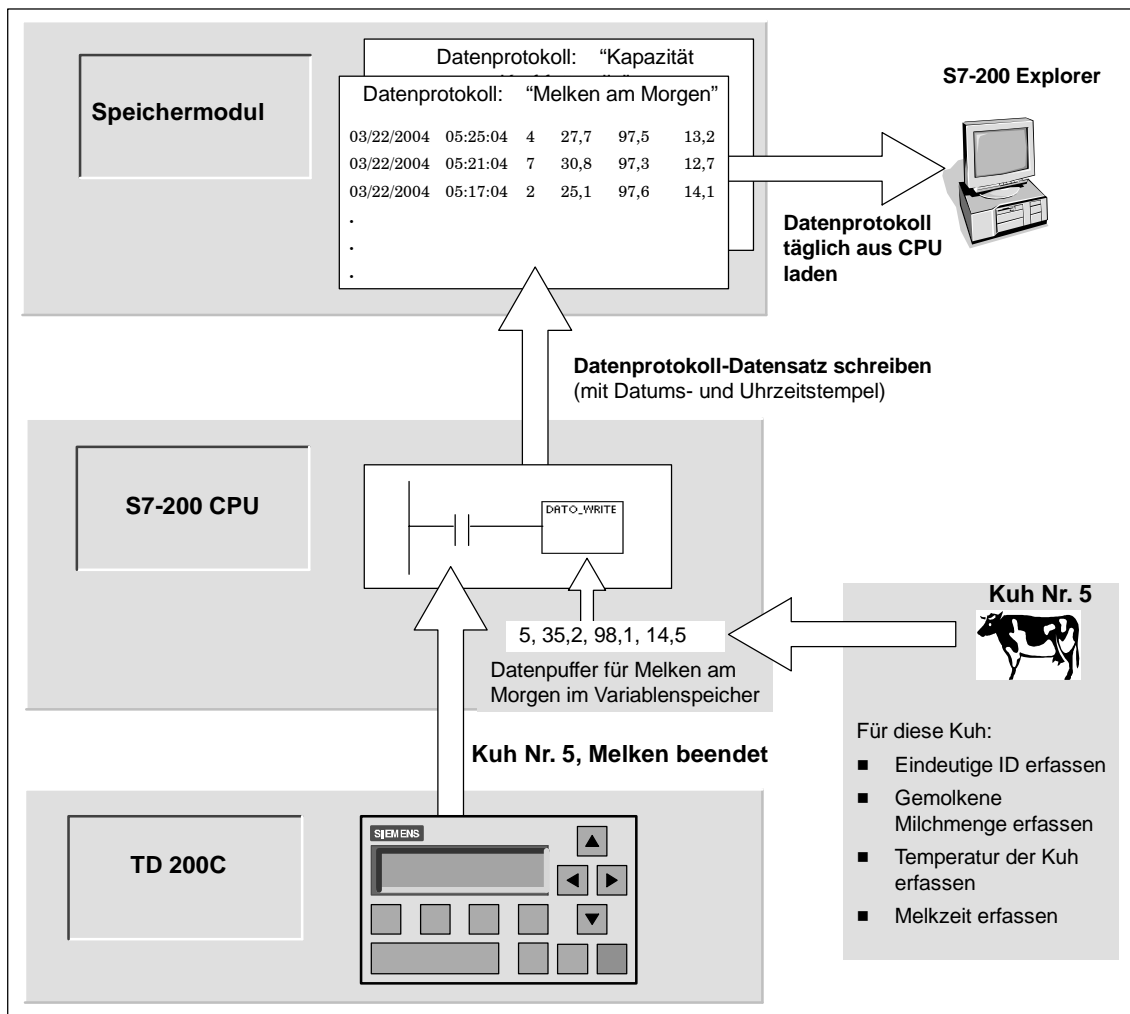 Speichermodul
Datenprotokoll: “Kapazität
Datenprotokoll: “Melken am Morgen”
03/22/2004 05:25:04 4 27,7 97,5 13,2
03/22/2004 05:21:04 7 30,8 97,3 12,7
03/22/2004 05:17:04 2 25,1 97,6 14,1
.
.
.
S7-200 Explorer
Datenprotokoll
täglich aus CPU
laden
Datenprotokoll-Datensatz schreiben
(mit Datums- und Uhrzeitstempel)
S7-200 CPU
DAT0_WRITE
5, 35,2, 98,1, 14,5
Datenpuffer für Melken am
Morgen im Variablenspeicher
Kuh Nr. 5
Für diese Kuh:
■ Eindeutige ID erfassen
■ Gemolkene
Milchmenge erfassen
■ Temperatur der Kuh
erfassen
■ Melkzeit erfassen
Kuh Nr. 5, Melken beendet
TD 200C
SIEMENS